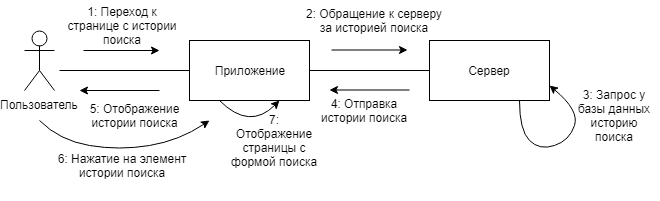 1: Переход к
странице с истории
поиска
2: Обращение к серверу
за историей поиска
Пользователь
Приложение
Сервер
3: Запрос у
базы данных
историю
поиска
4: Отправка
истории поиска
5: Отображение
истории поиска
6: Нажатие на элемент
истории поиска
7:
Отображение
страницы с
формой поиска